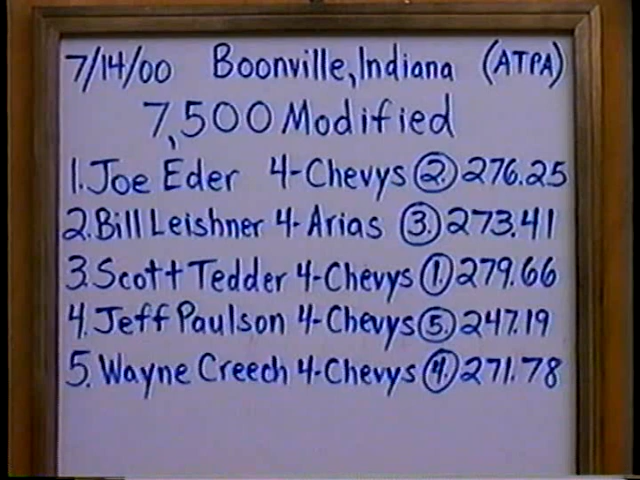 7/14/00 Boonville, Indiana (ATPA)
7,500 Modified
1. Joe Eder 4-Chevys 2. 276.25
2. Bill Leishner 4-Arias 3. 273.41
3. Scott Tedder 4-Chevys 1. 279.66
4. Jeff Paulson 4-Chevys 5. 247.19
5. Wayne Creech 4-Chevys 4. 271.78